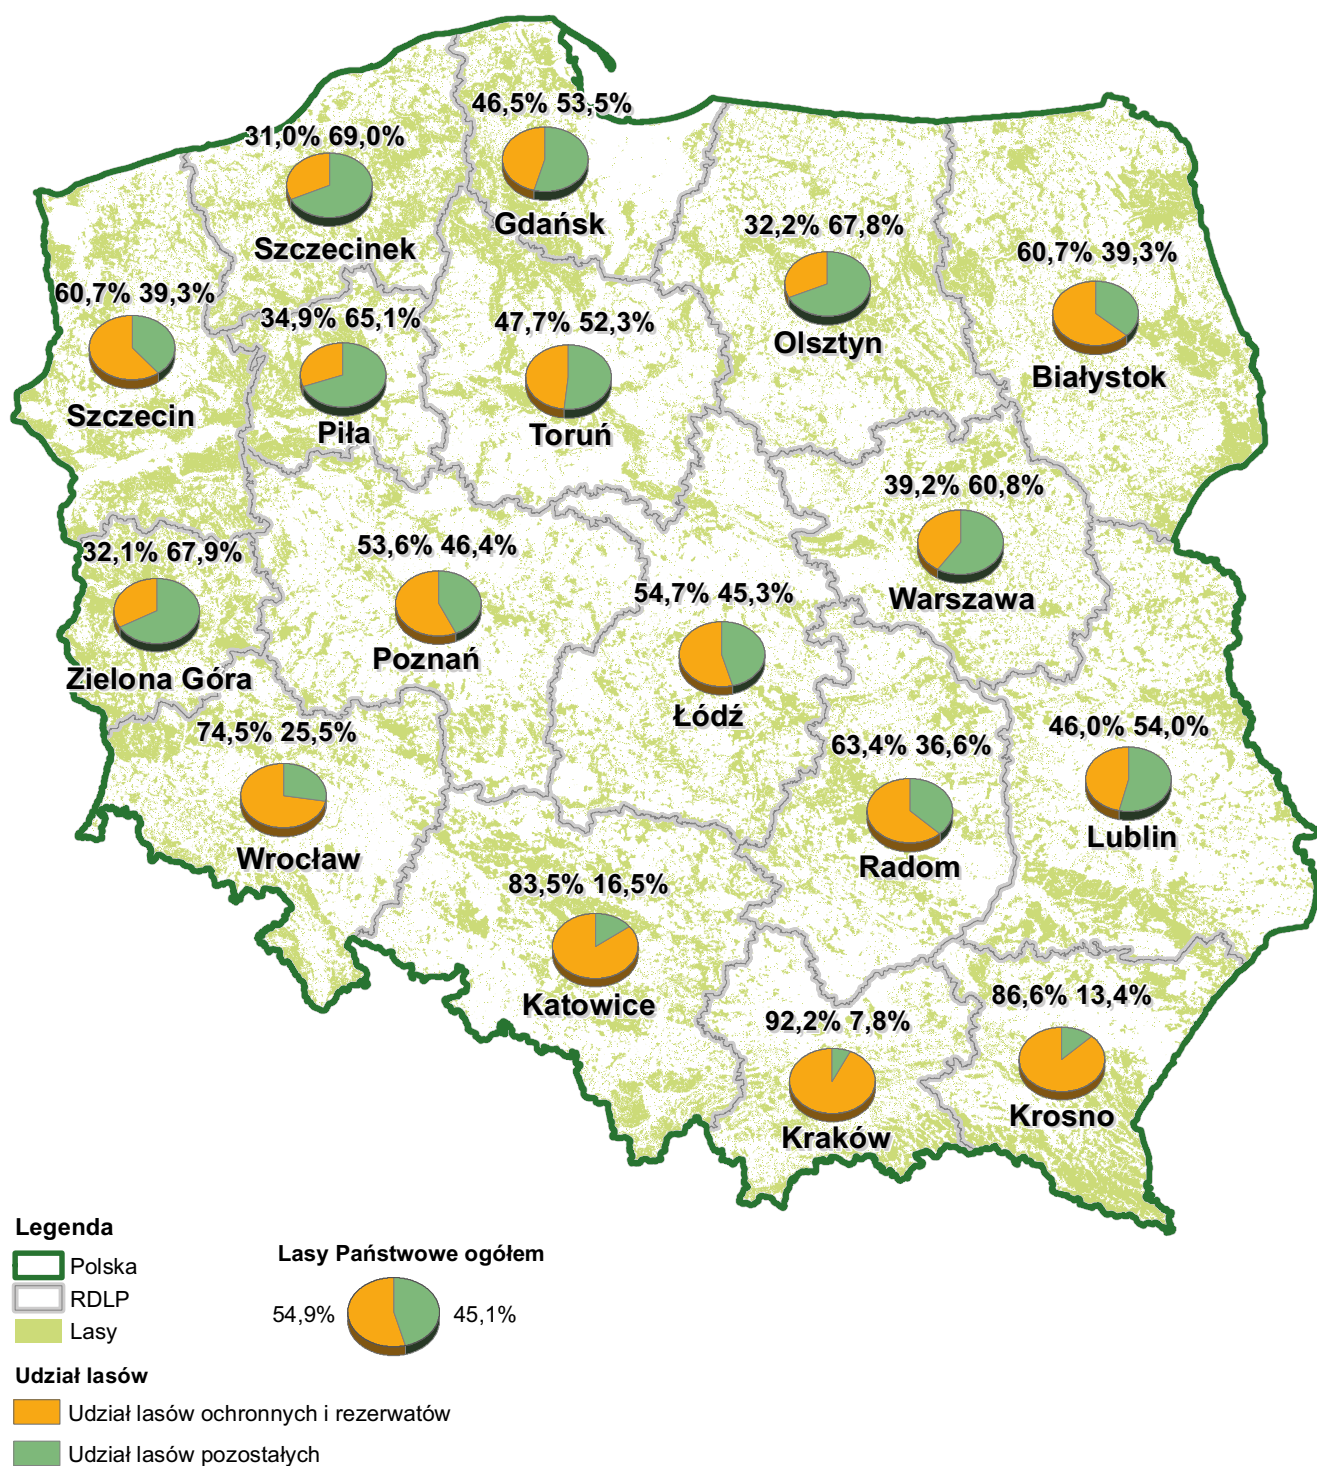 46,5% 53,5%
Gdańsk
31,0% 69,0%
Szczecinek
32,2% 67,8%
Olsztyn
60,7% 39,3%
Białystok
60,7% 39,3%
Szczecin
34,9% 65,1%
Piła
47,7% 52,3%
Toruń
39,2% 60,8%
Warszawa
32,1% 67,9%
Zielona Góra
53,6% 46,4%
Poznań
54,7% 45,3%
Łódź
74,5% 25,5%
Wrocław
63,4% 36,6%
Radom
46,0% 54,0%
Lublin
83,5% 16,5%
Katowice
92,2% 7,8%
Kraków
86,6% 13,4%
Krosno
Legenda
Polska
RDLP
Lasy
Lasy Państwowe ogółem
54,9% 45,1%
Udział lasów
Udział lasów ochronnych i rezerwatów
Udział lasów pozostałych